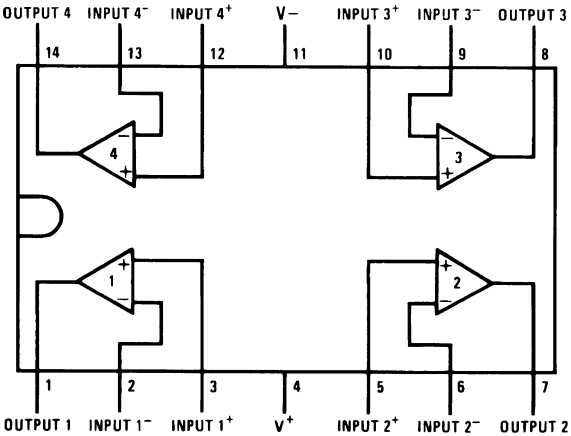 OUTPUT 4 INPUT 4⁻ INPUT 4⁺ V− INPUT 3⁺ INPUT 3⁻ OUTPUT 3
14 13 12 11 10 9 8
− −
4 3
+ +
+ +
1 2
− −
1 2 3 4 5 6 7
OUTPUT 1 INPUT 1⁻ INPUT 1⁺ V⁺ INPUT 2⁺ INPUT 2⁻ OUTPUT 2